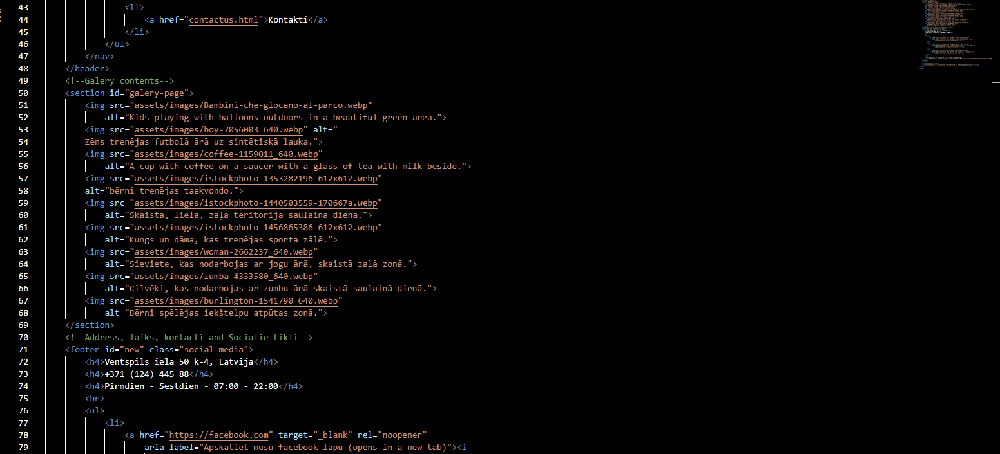 43 <li>
44 <a href="contactus.html">Kontakti</a>
45 </li>
46 </ul>
47 </nav>
48 </header>
49 <!--Galery contents-->
50 <section id="galery-page">
51 <img src="assets/images/Bambini-che-giocano-al-parco.webp"
52 alt="Kids playing with balloons outdoors in a beautiful green area.">
53 <img src="assets/images/boy-7056003_640.webp" alt="
54 Zēns trenējas futbolā ārā uz sintētiskā lauka.">
55 <img src="assets/images/coffee-1159011_640.webp"
56 alt="A cup with coffee on a saucer with a glass of tea with milk beside.">
57 <img src="assets/images/istockphoto-1353282196-612x612.webp"
58 alt="bērni trenējas taekvondo.">
59 <img src="assets/images/istockphoto-1440503559-170667a.webp"
60 alt="Skaista, liela, zaļa teritorija saulainā dienā.">
61 <img src="assets/images/istockphoto-1456865386-612x612.webp"
62 alt="Kungs un dāma, kas trenējas sporta zālē.">
63 <img src="assets/images/woman-2662237_640.webp"
64 alt="Sieviete, kas nodarbojas ar jogu ārā, skaistā zaļā zonā.">
65 <img src="assets/images/zumba-4333580_640.webp"
66 alt="Cilvēki, kas nodarbojas ar zumbu ārā skaistā saulainā dienā.">
67 <img src="assets/images/burlington-1541790_640.webp"
68 alt="Bērni spēlējas iekštelpu atpūtas zonā.">
69 </section>
70 <!--Address, laiks, kontacti and Socialie tikli-->
71 <footer id="new" class="social-media">
72 <h4>Ventspils iela 50 k-4, Latvija</h4>
73 <h4>+371 (124) 445 88</h4>
74 <h4>Pirmdien - Sestdien - 07:00 - 22:00</h4>
75 <br>
76 <ul>
77 <li>
78 <a href="https://facebook.com" target="_blank" rel="noopener"
79 aria-label="Apskatiet mūsu facebook lapu (opens in a new tab)"><i